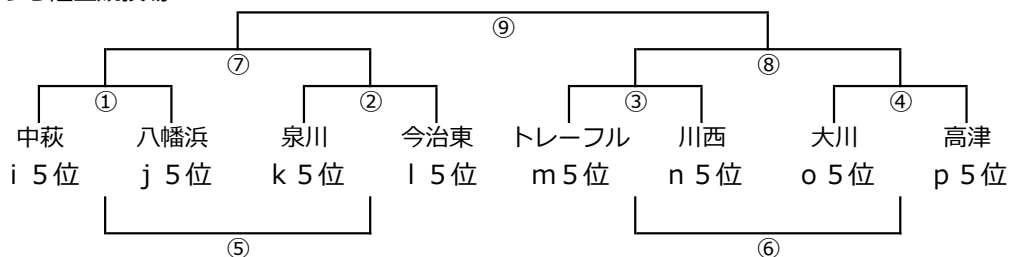 ⑨
⑦ ⑧
① ② ③ ④
中萩 八幡浜 泉川 今治東 トレーフル 川西 大川 高津
i 5位 j 5位 k 5位 l 5位 m5位 n 5位 o 5位 p 5位
⑤ ⑥